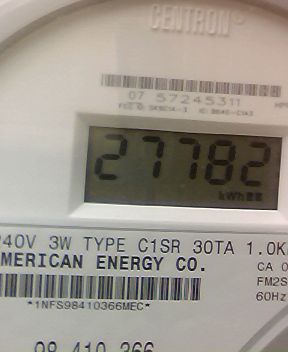 CENTRON®
07 57245311
27782
kWh
240V 3W TYPE C1SR 30TA 1.0K
AMERICAN ENERGY CO.
CA 0
FM2S
60Hz
*1NFS98410366MEC*
98 410 366